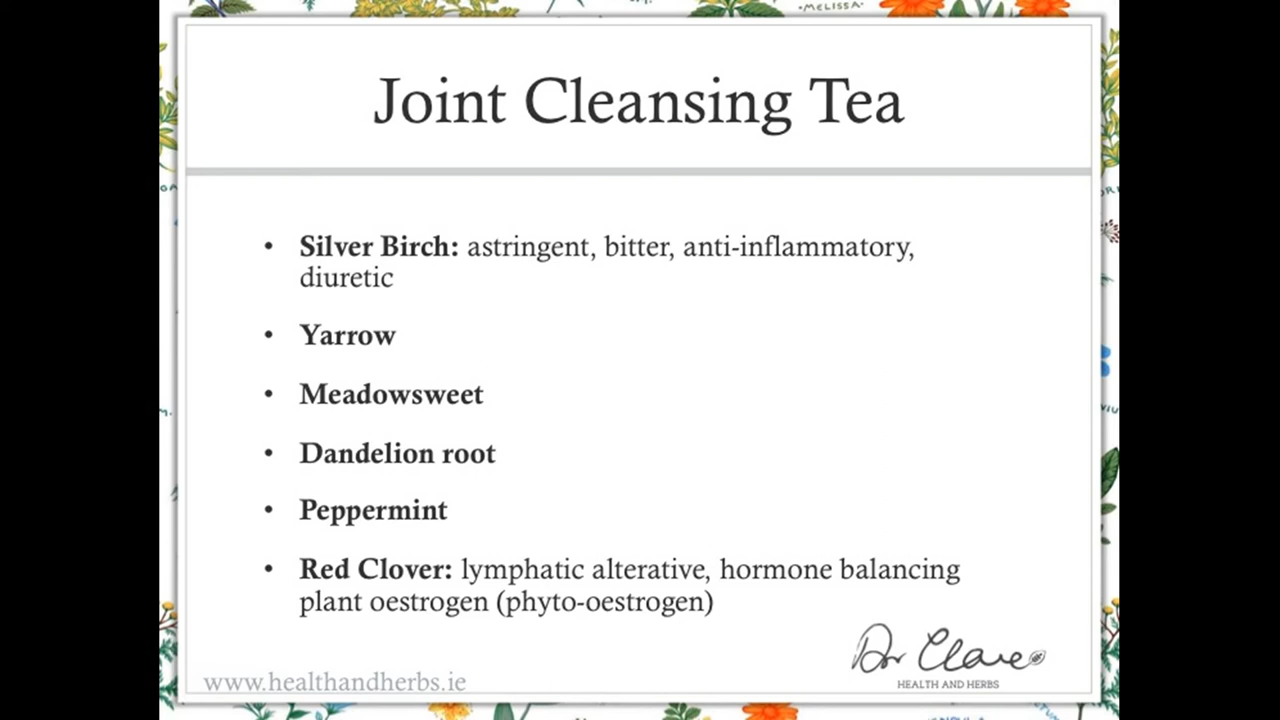 ·MELISSA·
Joint Cleansing Tea
• Silver Birch: astringent, bitter, anti-inflammatory,
diuretic
• Yarrow
• Meadowsweet
• Dandelion root
• Peppermint
• Red Clover: lymphatic alterative, hormone balancing
plant oestrogen (phyto-oestrogen)
Dr Clare
HEALTH AND HERBS
www.healthandherbs.ie